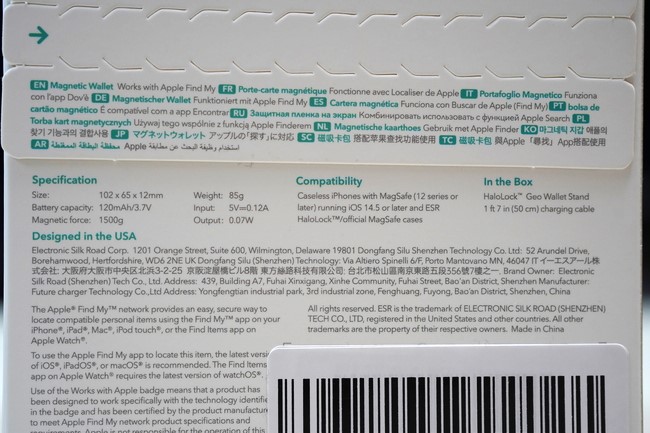 EN Magnetic Wallet Works with Apple Find My FR Porte-carte magnétique Fonctionne avec Localiser de Apple IT Portafoglio Magnetico Funziona
con l'app Dov'è DE Magnetischer Wallet Funktioniert mit Apple Find My ES Cartera magnética Funciona con Buscar de Apple (Find My) PT bolsa de
cartão magnético É compatível com a app Encontrar RU Защитная пленка на экран Комбинировать использовать с функцией Apple Search PL
Torba kart magnetycznych Używaj tego wspólnie z funkcją Apple Finderem NL Magnetische kaarthoes Gebruik met Apple Finder KO 마그네틱 지갑 애플의
찾기 기능과의 결합사용 JP マグネットウォレット アップルの「探す」に対応 SC 磁吸卡包 搭配苹果查找功能使用 TC 磁吸卡包 與Apple「尋找」App搭配使用
AR محفظة البطاقة الممغنطة استخدام وظيفة البحث عن مطابقة Apple
Specification
Size: 102 x 65 x 12mm Weight: 85g
Battery capacity: 120mAh/3.7V Input: 5V⎓0.12A
Magnetic force: 1500g Output: 0.07W
Compatibility
Caseless iPhones with MagSafe (12 series or
later) running iOS 14.5 or later and ESR
HaloLock™/official MagSafe cases
In the Box
HaloLock™ Geo Wallet Stand
1 ft 7 in (50 cm) charging cable
Designed in the USA
Electronic Silk Road Corp. 1201 Orange Street, Suite 600, Wilmington, Delaware 19801 Dongfang Silu Shenzhen Technology Co. Ltd: 52 Arundel Drive,
Borehamwood, Hertfordshire, WD6 2NE UK Dongfang Silu (Shenzhen) Technology: Via Altiero Spinelli 6/F, Porto Mantovano MN, 46047 IT イーエスアール株
式会社: 大阪府大阪市中央区北浜3-2-25 京阪淀屋橋ビル8階 東方絲路科技有限公司: 台北市松山區南京東路五段356號7樓之一. Brand Owner: Electronic
Silk Road (Shenzhen) Tech Co., Ltd. Address: 439, Building A7, Fuhai Xinxigang, Xinhe Community, Fuhai Street, Bao'an District, Shenzhen Manufacturer:
Future charger Technology Co.,Ltd Address: Yongfengtian industrial park, 3rd industrial zone, Fenghuang, Fuyong, Bao'an District, Shenzhen, China
The Apple® Find My™ network provides an easy, secure way to
locate compatible personal items using the Find My™ app on your
iPhone®, iPad®, Mac®, iPod touch®, or the Find Items app on
Apple Watch®.
To use the Apple Find My app to locate this item, the latest vers
of iOS®, iPadOS®, or macOS® is recommended. The Find Items
app on Apple Watch® requires the latest version of watchOS®.
Use of the Works with Apple badge means that a product has
been designed to work specifically with the technology identifie
in the badge and has been certified by the product manufacture
to meet Apple Find My network product specifications and
requirements. Apple is not responsible for the operation of this
All rights reserved. ESR is the trademark of ELECTRONIC SILK ROAD (SHENZHEN)
TECH CO., LTD, registered in the United States and other countries. All other
trademarks are the property of their respective owners. Made in China